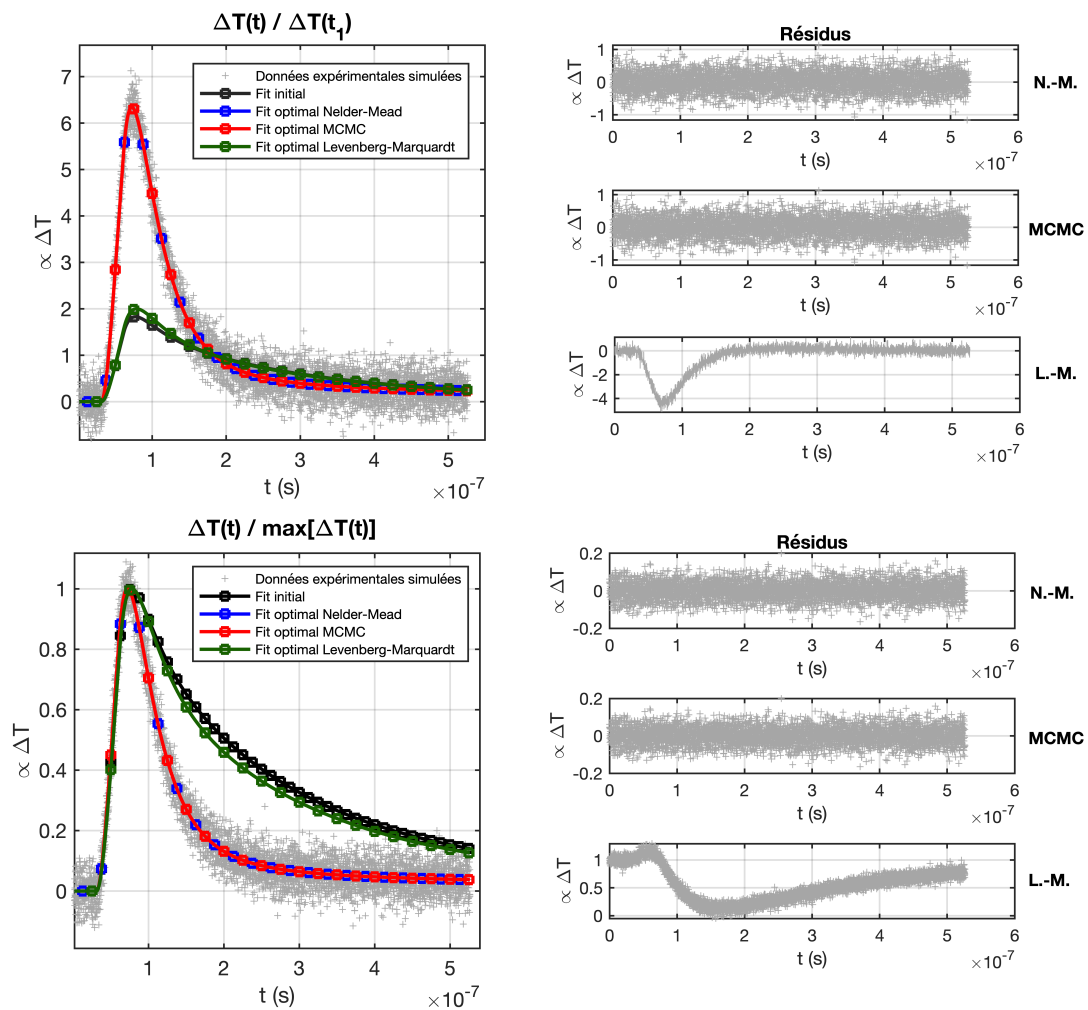 ΔT(t) / ΔT(t₁)
∝ ΔT
7
6
5
4
3
2
1
0
Données expérimentales simulées
Fit initial
Fit optimal Nelder-Mead
Fit optimal MCMC
Fit optimal Levenberg-Marquardt
1 2 3 4 5
t (s)
×10⁻⁷
Résidus
∝ ΔT
1
0
-1
0 1 2 3 4 5 6
t (s)
×10⁻⁷
N.-M.
∝ ΔT
1
0
-1
0 1 2 3 4 5 6
t (s)
×10⁻⁷
MCMC
∝ ΔT
0
-2
-4
0 1 2 3 4 5 6
t (s)
×10⁻⁷
L.-M.
ΔT(t) / max[ΔT(t)]
∝ ΔT
1
0.8
0.6
0.4
0.2
0
Données expérimentales simulées
Fit initial
Fit optimal Nelder-Mead
Fit optimal MCMC
Fit optimal Levenberg-Marquardt
1 2 3 4 5
t (s)
×10⁻⁷
Résidus
∝ ΔT
0.2
0
-0.2
0 1 2 3 4 5 6
t (s)
×10⁻⁷
N.-M.
∝ ΔT
0.2
0
-0.2
0 1 2 3 4 5 6
t (s)
×10⁻⁷
MCMC
∝ ΔT
1
0.5
0
0 1 2 3 4 5 6
t (s)
×10⁻⁷
L.-M.